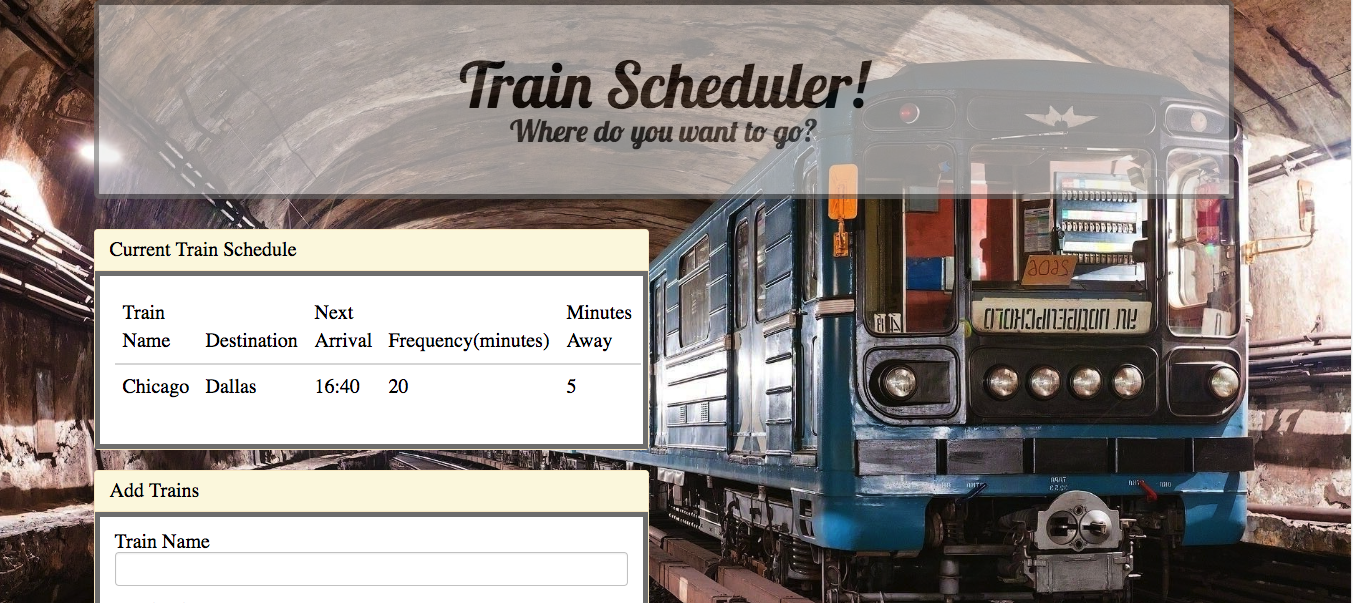 Train Scheduler!
Where do you want to go?
Current Train Schedule
Train Next Minutes
Name Destination Arrival Frequency(minutes) Away
Chicago Dallas 16:40 20 5
Add Trains
Train Name